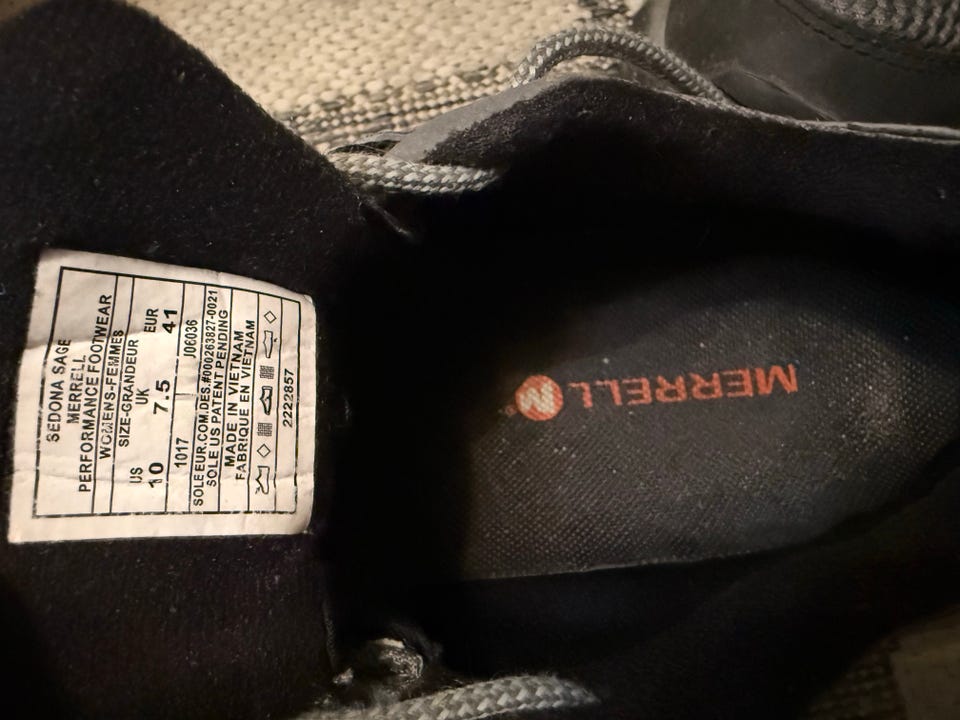 SEDONA SAGE
MERRELL
PERFORMANCE FOOTWEAR
WOMENS-FEMMES
SIZE-GRANDEUR
US UK EUR
10 7.5 41
1017 J06036
SOLE EUR.COM.DES.#000263827-0021
SOLE US PATENT PENDING
MADE IN VIETNAM
FABRIQUE EN VIETNAM
2222857
MERRELL